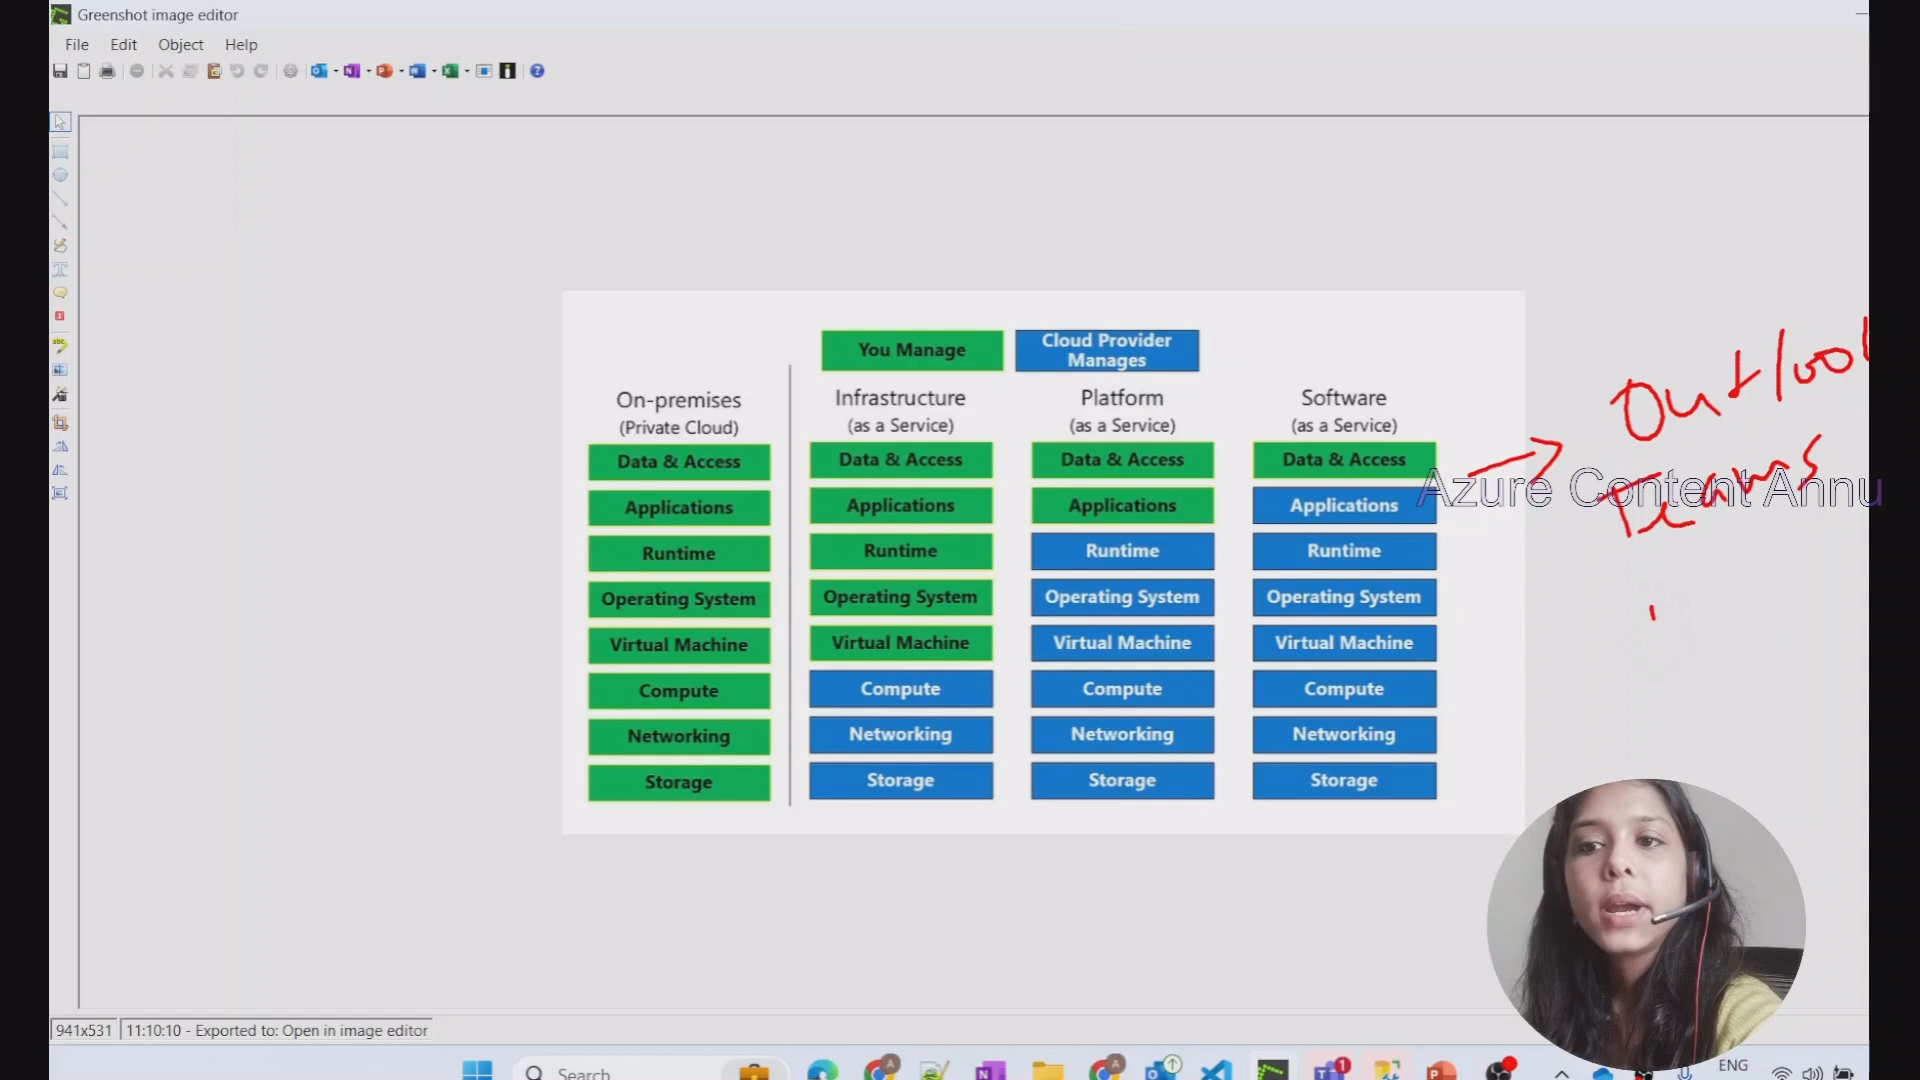 Greenshot image editor
File Edit Object Help
You Manage
Cloud Provider
Manages
On-premises
(Private Cloud)
Data & Access
Applications
Runtime
Operating System
Virtual Machine
Compute
Networking
Storage
Infrastructure
(as a Service)
Data & Access
Applications
Runtime
Operating System
Virtual Machine
Compute
Networking
Storage
Platform
(as a Service)
Data & Access
Applications
Runtime
Operating System
Virtual Machine
Compute
Networking
Storage
Software
(as a Service)
Data & Access
Applications
Runtime
Operating System
Virtual Machine
Compute
Networking
Storage
Teams
Azure Content Annu
941x531 11:10:10 - Exported to: Open in image editor
Search
ENG